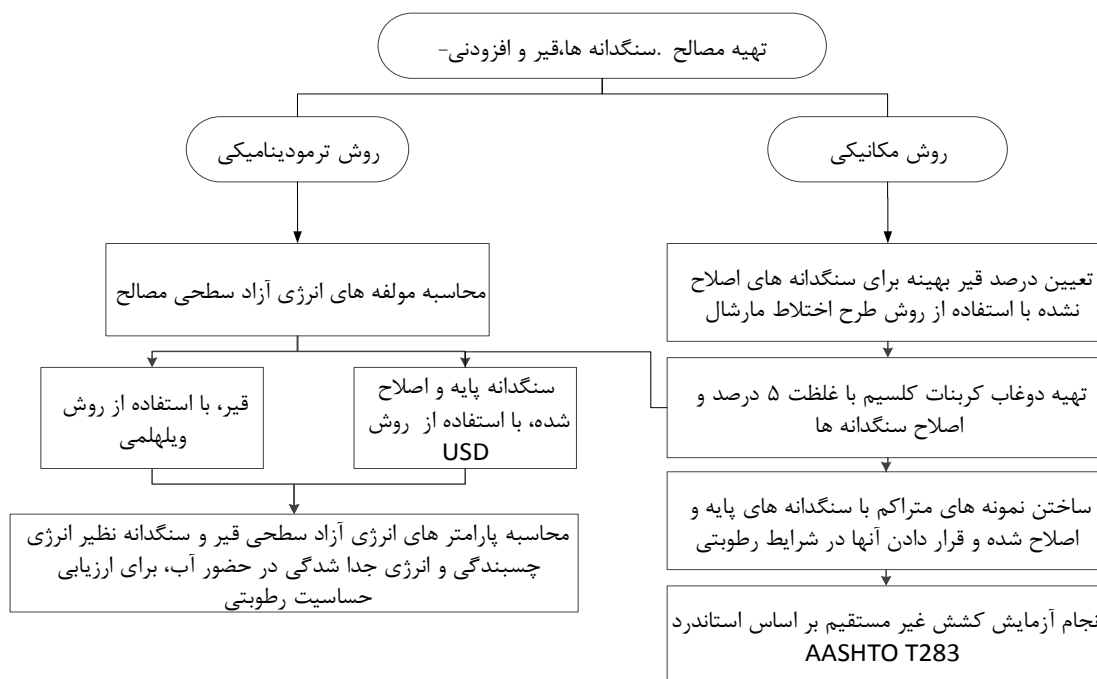 تهیه مصالح .سنگدانه ها،قیر و افزودنی-
روش مکانیکی
روش ترمودینامیکی
تعیین درصد قیر بهینه برای سنگدانه های اصلاح
نشده با استفاده از روش طرح اختلاط مارشال
تهیه دوغاب کربنات کلسیم با غلظت ۵ درصد و
اصلاح سنگدانه ها
ساختن نمونه های متراکم با سنگدانه های پایه و
اصلاح شده و قرار دادن آنها در شرایط رطوبتی
انجام آزمایش کشش غیر مستقیم بر اساس استاندرد
AASHTO T283
محاسبه مولفه های انرژی آزاد سطحی مصالح
سنگدانه پایه و اصلاح
شده، با استفاده از روش
USD
قیر، با استفاده از روش
ویلهلمی
محاسبه پارامتر های انرژی آزاد سطحی قیر و سنگدانه نظیر انرژی
چسبندگی و انرژی جدا شدگی در حضور آب، برای ارزیابی
حساسیت رطوبتی